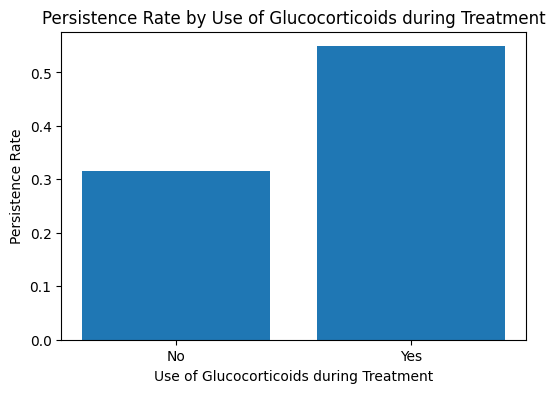 Persistence Rate by Use of Glucocorticoids during Treatment
Persistence Rate
0.5
0.4
0.3
0.2
0.1
0.0
No
Yes
Use of Glucocorticoids during Treatment